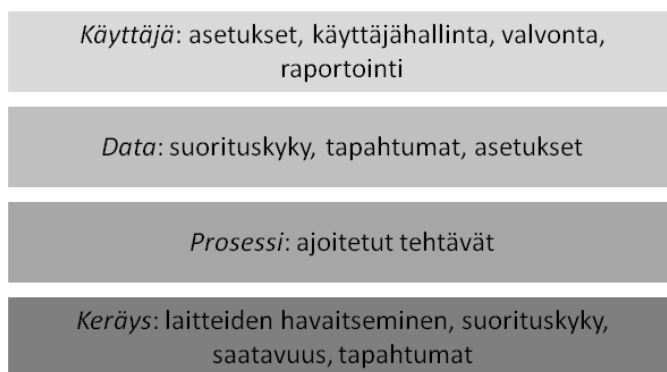 Käyttäjä: asetukset, käyttäjähallinta, valvonta,
raportointi
Data: suorituskyky, tapahtumat, asetukset
Prosessi: ajoitetut tehtävät
Keräys: laitteiden havaitseminen, suorituskyky,
saatavuus, tapahtumat